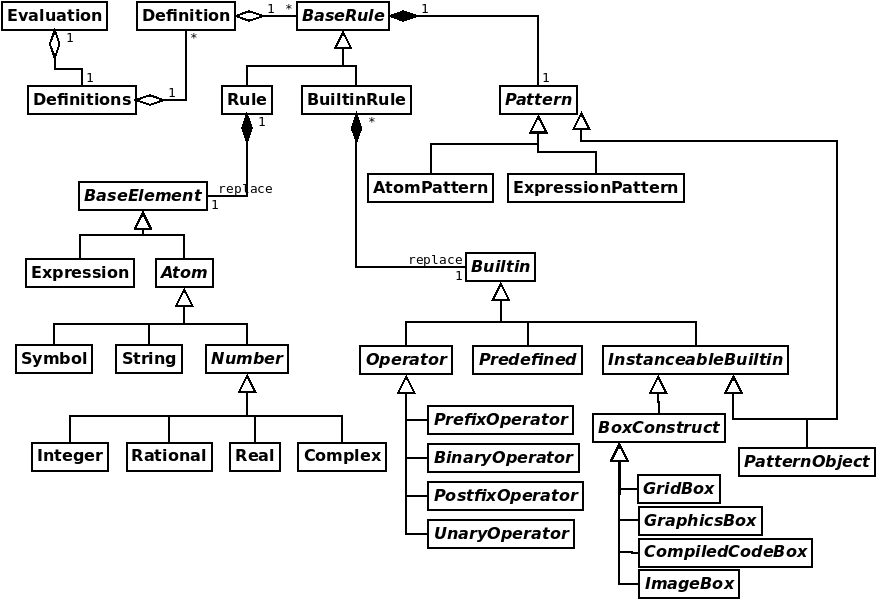 Evaluation
Definition
1
*
BaseRule
1
1
*
Definitions
1
1
Rule
BuiltinRule
Pattern
1
*
1
AtomPattern
ExpressionPattern
BaseElement
replace
1
Builtin
replace
1
Expression
Atom
Symbol
String
Number
Operator
Predefined
InstanceableBuiltin
PrefixOperator
BoxConstruct
Integer
Rational
Real
Complex
BinaryOperator
PatternObject
PostfixOperator
GridBox
UnaryOperator
GraphicsBox
CompiledCodeBox
ImageBox